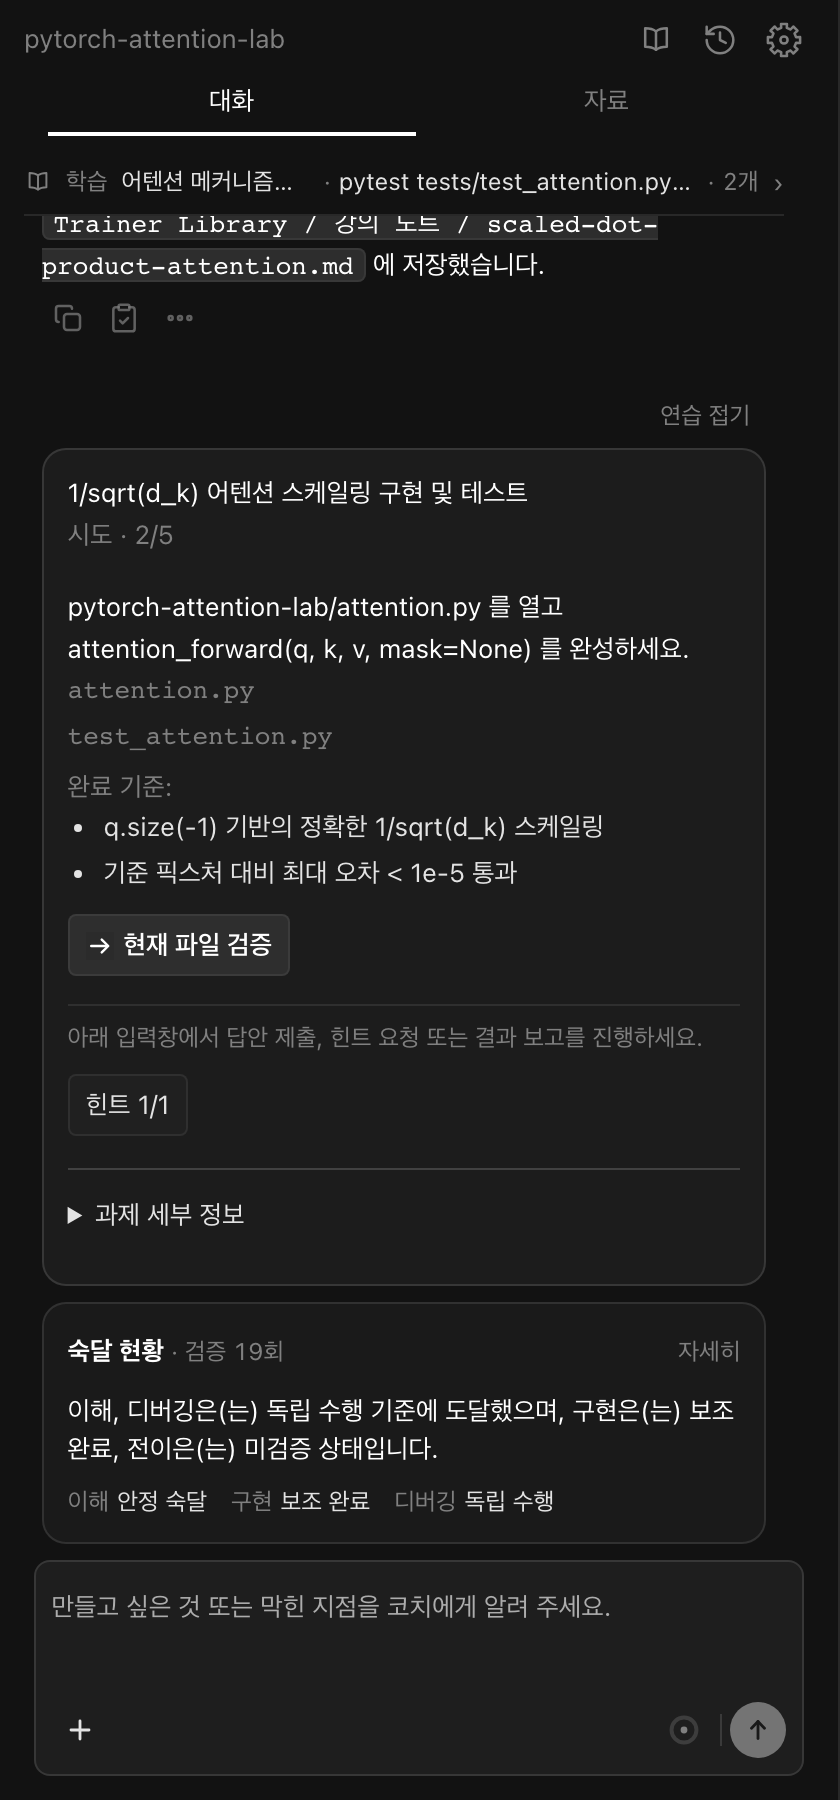 pytorch-attention-lab
대화
자료
학습 어텐션 메커니즘... · pytest tests/test_attention.py... · 2개 ›
Trainer Library / 강의 노트 / scaled-dot-
product-attention.md 에 저장했습니다.
연습 접기
1/sqrt(d_k) 어텐션 스케일링 구현 및 테스트
시도 · 2/5
pytorch-attention-lab/attention.py 를 열고
attention_forward(q, k, v, mask=None) 를 완성하세요.
attention.py
test_attention.py
완료 기준:
• q.size(-1) 기반의 정확한 1/sqrt(d_k) 스케일링
• 기준 픽스처 대비 최대 오차 < 1e-5 통과
→ 현재 파일 검증
아래 입력창에서 답안 제출, 힌트 요청 또는 결과 보고를 진행하세요.
힌트 1/1
▶ 과제 세부 정보
숙달 현황 · 검증 19회
자세히
이해, 디버깅은(는) 독립 수행 기준에 도달했으며, 구현은(는) 보조
완료, 전이은(는) 미검증 상태입니다.
이해 안정 숙달 구현 보조 완료 디버깅 독립 수행
만들고 싶은 것 또는 막힌 지점을 코치에게 알려 주세요.